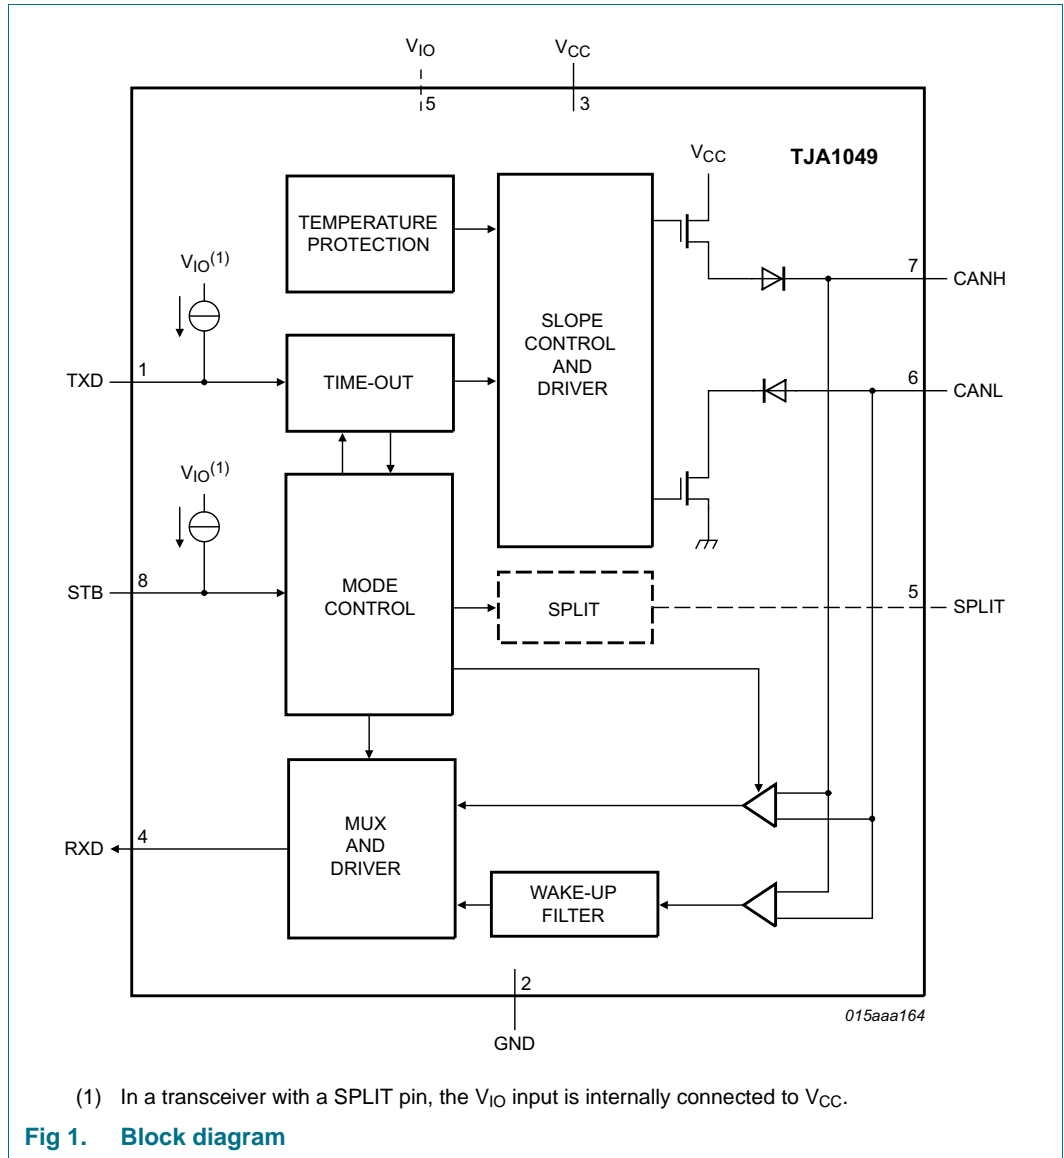 VIO
VCC
5
3
TJA1049
VCC
TEMPERATURE
PROTECTION
VIO(1)
7
CANH
SLOPE
CONTROL
AND
DRIVER
TXD
1
TIME-OUT
6
CANL
VIO(1)
STB
8
MODE
CONTROL
SPLIT
5
SPLIT
MUX
AND
DRIVER
RXD
4
WAKE-UP
FILTER
2
GND
015aaa164
(1) In a transceiver with a SPLIT pin, the VIO input is internally connected to VCC.
Fig 1. Block diagram